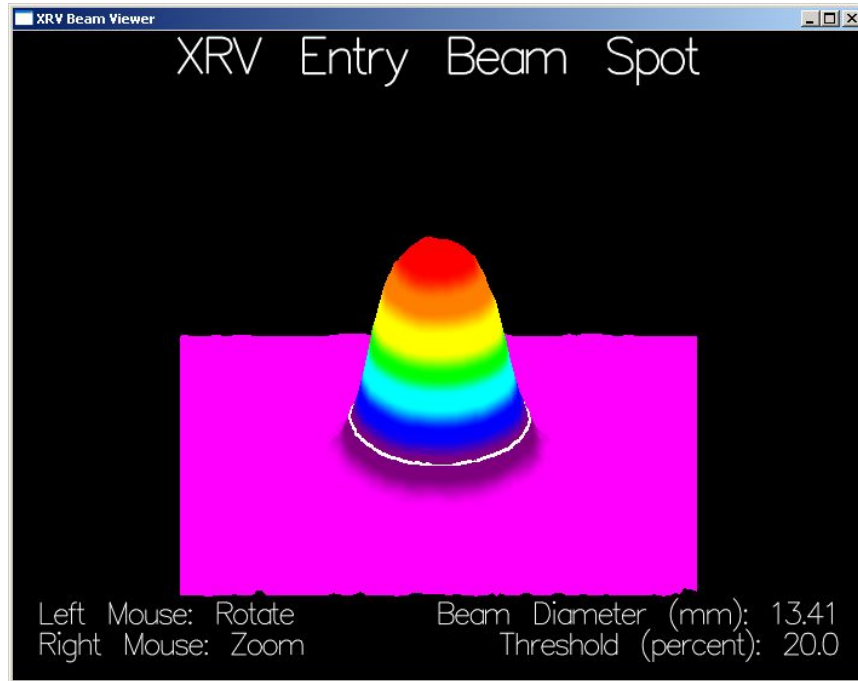 XRV Beam Viewer
XRV Entry Beam Spot
Left Mouse: Rotate
Right Mouse: Zoom
Beam Diameter (mm): 13.41
Threshold (percent): 20.0